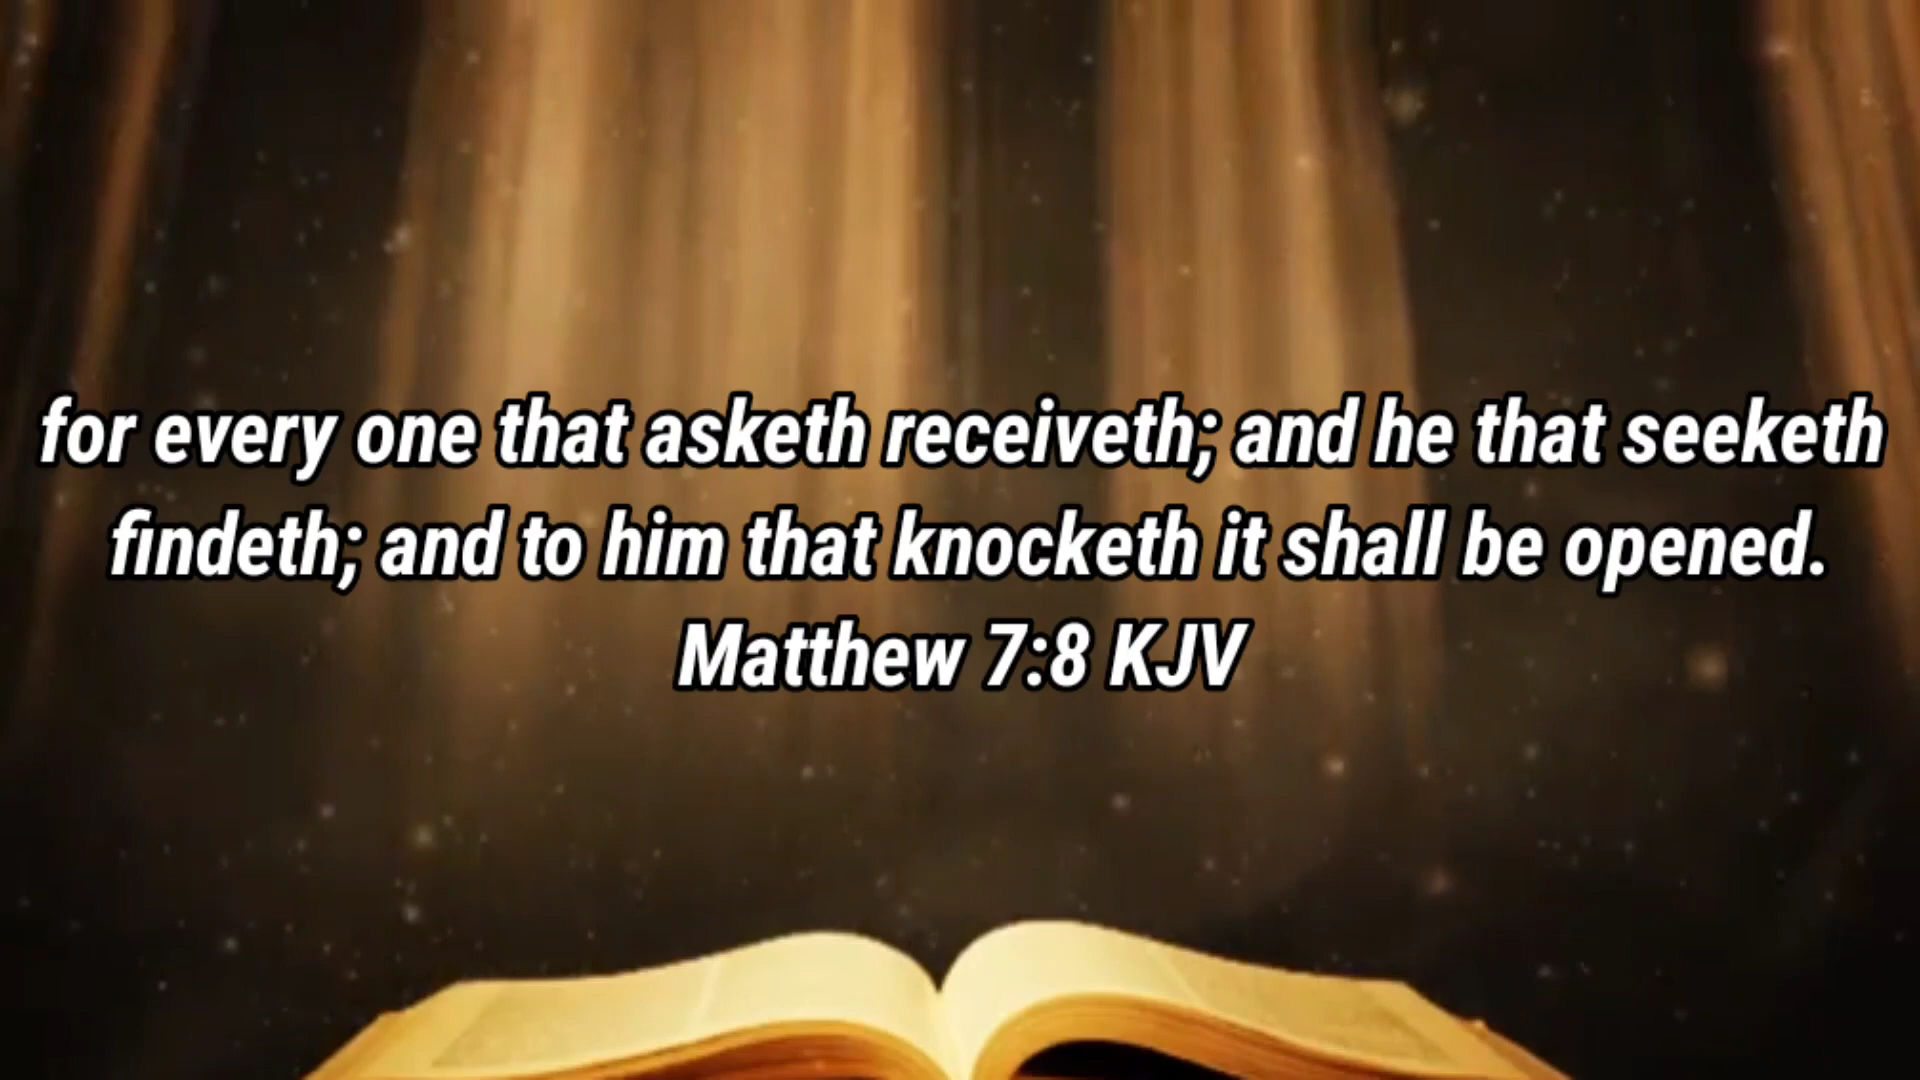 for every one that asketh receiveth; and he that seeketh
findeth; and to him that knocketh it shall be opened.
Matthew 7:8 KJV